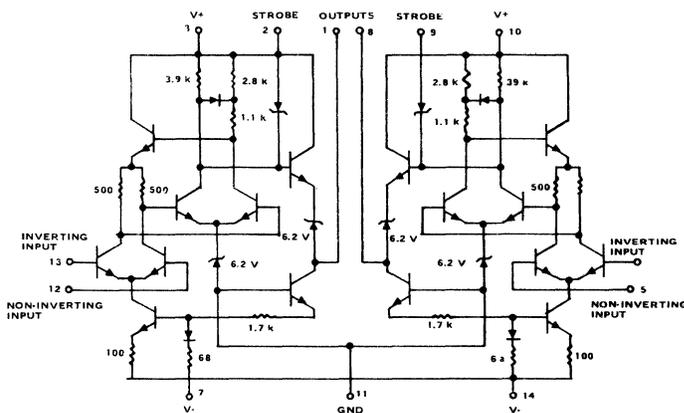 V+ STROBE OUTPUTS STROBE V+
3 2 1 8 9 10
3.9 k 2.8 k 2.8 k 39 k
1.1 k 1.1 k
500 500 500
6.2 V 6.2 V
INVERTING
INPUT
13
6.2 V 6.2 V
INVERTING
INPUT
12
NON-INVERTING
INPUT
5
NON-INVERTING
INPUT
1.7 k 1.7 k
100 68 6a 100
7 11 14
V- GND V-